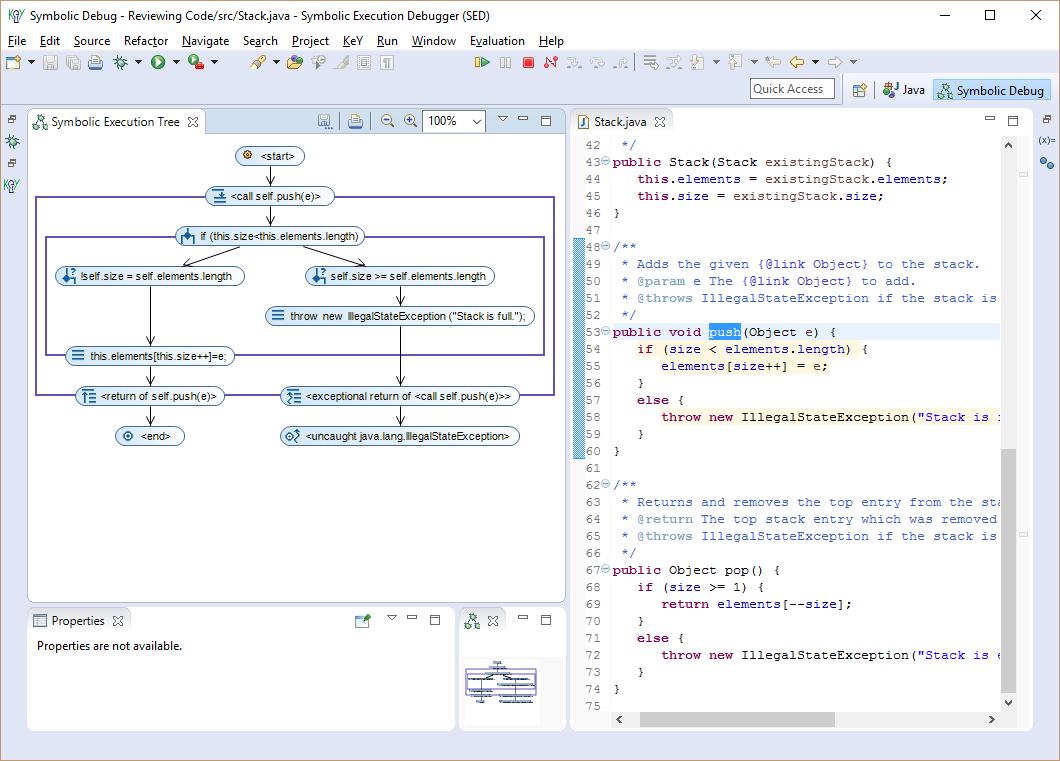 Symbolic Debug - Reviewing Code/src/Stack.java - Symbolic Execution Debugger (SED)
File Edit Source Refactor Navigate Search Project KeY Run Window Evaluation Help
Quick Access
Java
Symbolic Debug
Symbolic Execution Tree
100%
<start>
<call self.push(e)>
if (this.size<this.elements.length)
!self.size = self.elements.length
self.size >= self.elements.length
throw new IllegalStateException ("Stack is full.");
this.elements[this.size++]=e;
<return of self.push(e)>
<exceptional return of <call self.push(e)>>
<end>
<uncaught java.lang.IllegalStateException>
Properties
Properties are not available.
Stack.java
42 */
43 public Stack(Stack existingStack) {
44 this.elements = existingStack.elements;
45 this.size = existingStack.size;
46 }
47
48 /**
49 * Adds the given {@link Object} to the stack.
50 * @param e The {@link Object} to add.
51 * @throws IllegalStateException if the stack is
52 */
53 public void push(Object e) {
54 if (size < elements.length) {
55 elements[size++] = e;
56 }
57 else {
58 throw new IllegalStateException("Stack is
59 }
60 }
61
62 /**
63 * Returns and removes the top entry from the sta
64 * @return The top stack entry which was removed
65 * @throws IllegalStateException if the stack is
66 */
67 public Object pop() {
68 if (size >= 1) {
69 return elements[--size];
70 }
71 else {
72 throw new IllegalStateException("Stack is e
73 }
74 }
75
(x)=